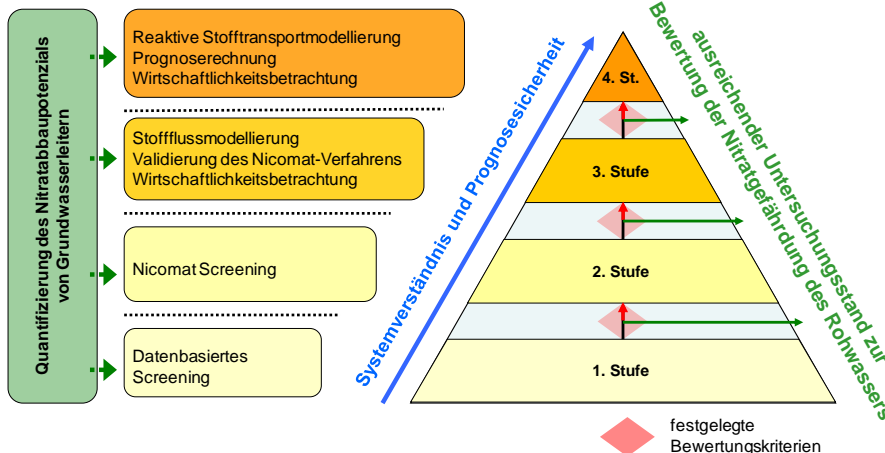 Quantifizierung des Nitratabbaupotenzials
von Grundwasserleitern
Reaktive Stofftransportmodellierung
Prognoserechnung
Wirtschaftlichkeitsbetrachtung
Stoffflussmodellierung
Validierung des Nicomat-Verfahrens
Wirtschaftlichkeitsbetrachtung
Nicomat Screening
Datenbasiertes
Screening
Systemverständnis und Prognosesicherheit
4. St.
3. Stufe
2. Stufe
1. Stufe
ausreichender Untersuchungsstand zur
Bewertung der Nitratgefährdung des Rohwassers
festgelegte
Bewertungskriterien